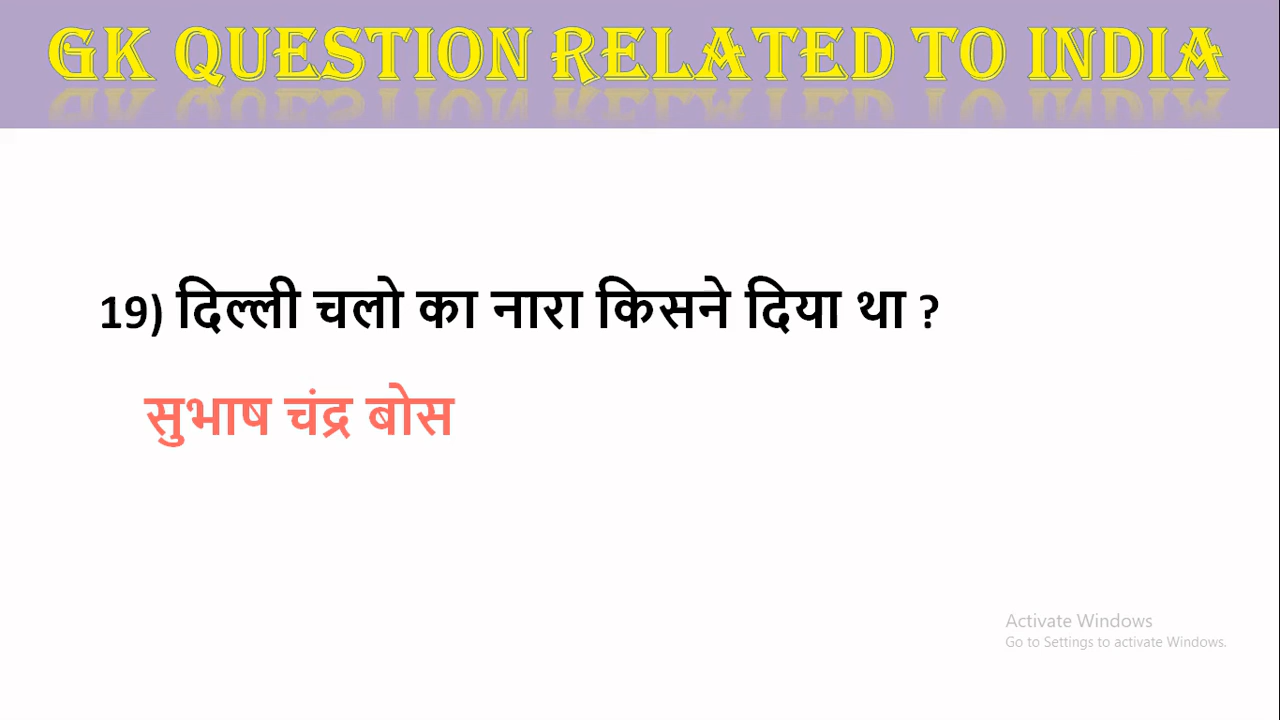 GK QUESTION RELATED TO INDIA
19) दिल्ली चलो का नारा किसने दिया था ?
सुभाष चंद्र बोस
Activate Windows
Go to Settings to activate Windows.